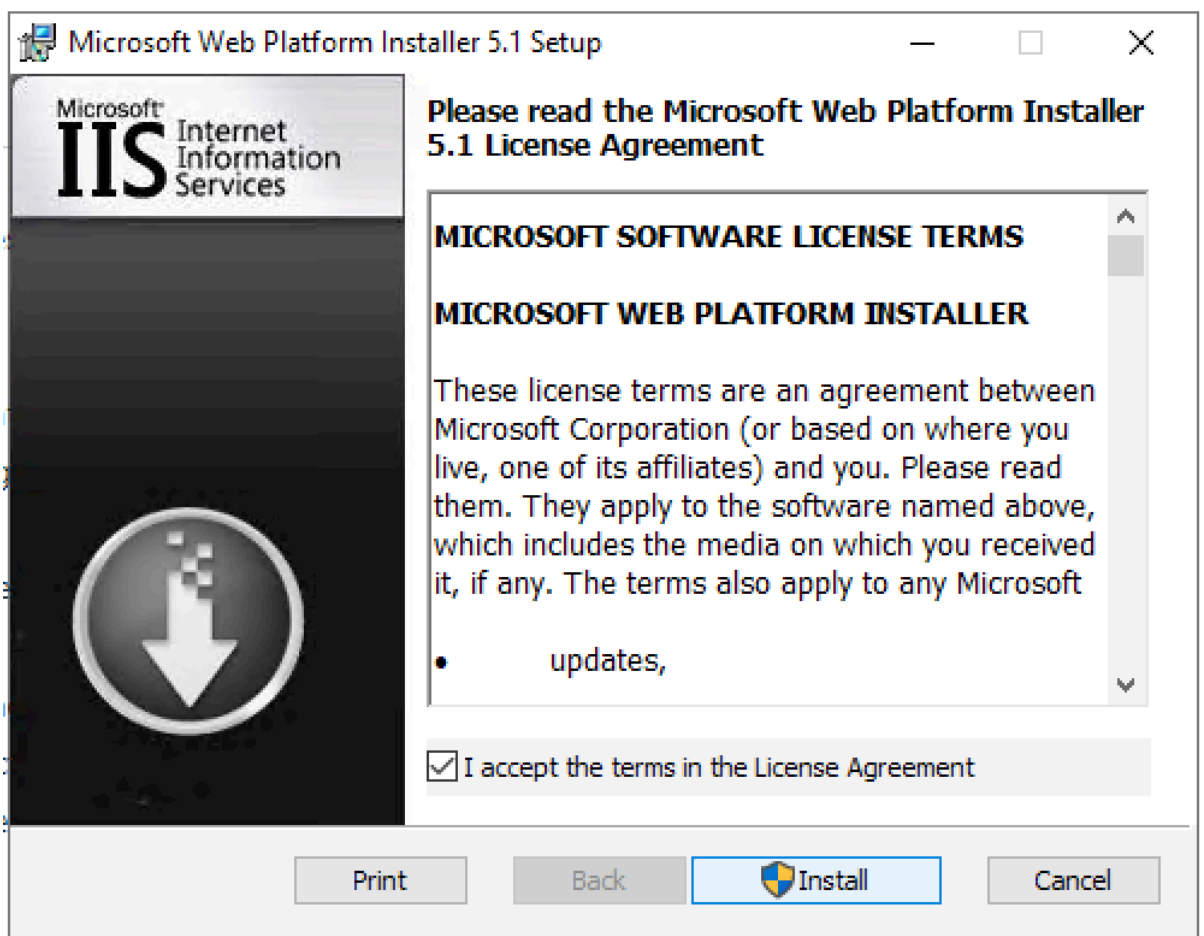 Microsoft Web Platform Installer 5.1 Setup
Microsoft
IIS Internet
Information
Services
Please read the Microsoft Web Platform Installer
5.1 License Agreement
MICROSOFT SOFTWARE LICENSE TERMS
MICROSOFT WEB PLATFORM INSTALLER
These license terms are an agreement between
Microsoft Corporation (or based on where you
live, one of its affiliates) and you. Please read
them. They apply to the software named above,
which includes the media on which you received
it, if any. The terms also apply to any Microsoft
• updates,
I accept the terms in the License Agreement
Print Back Install Cancel